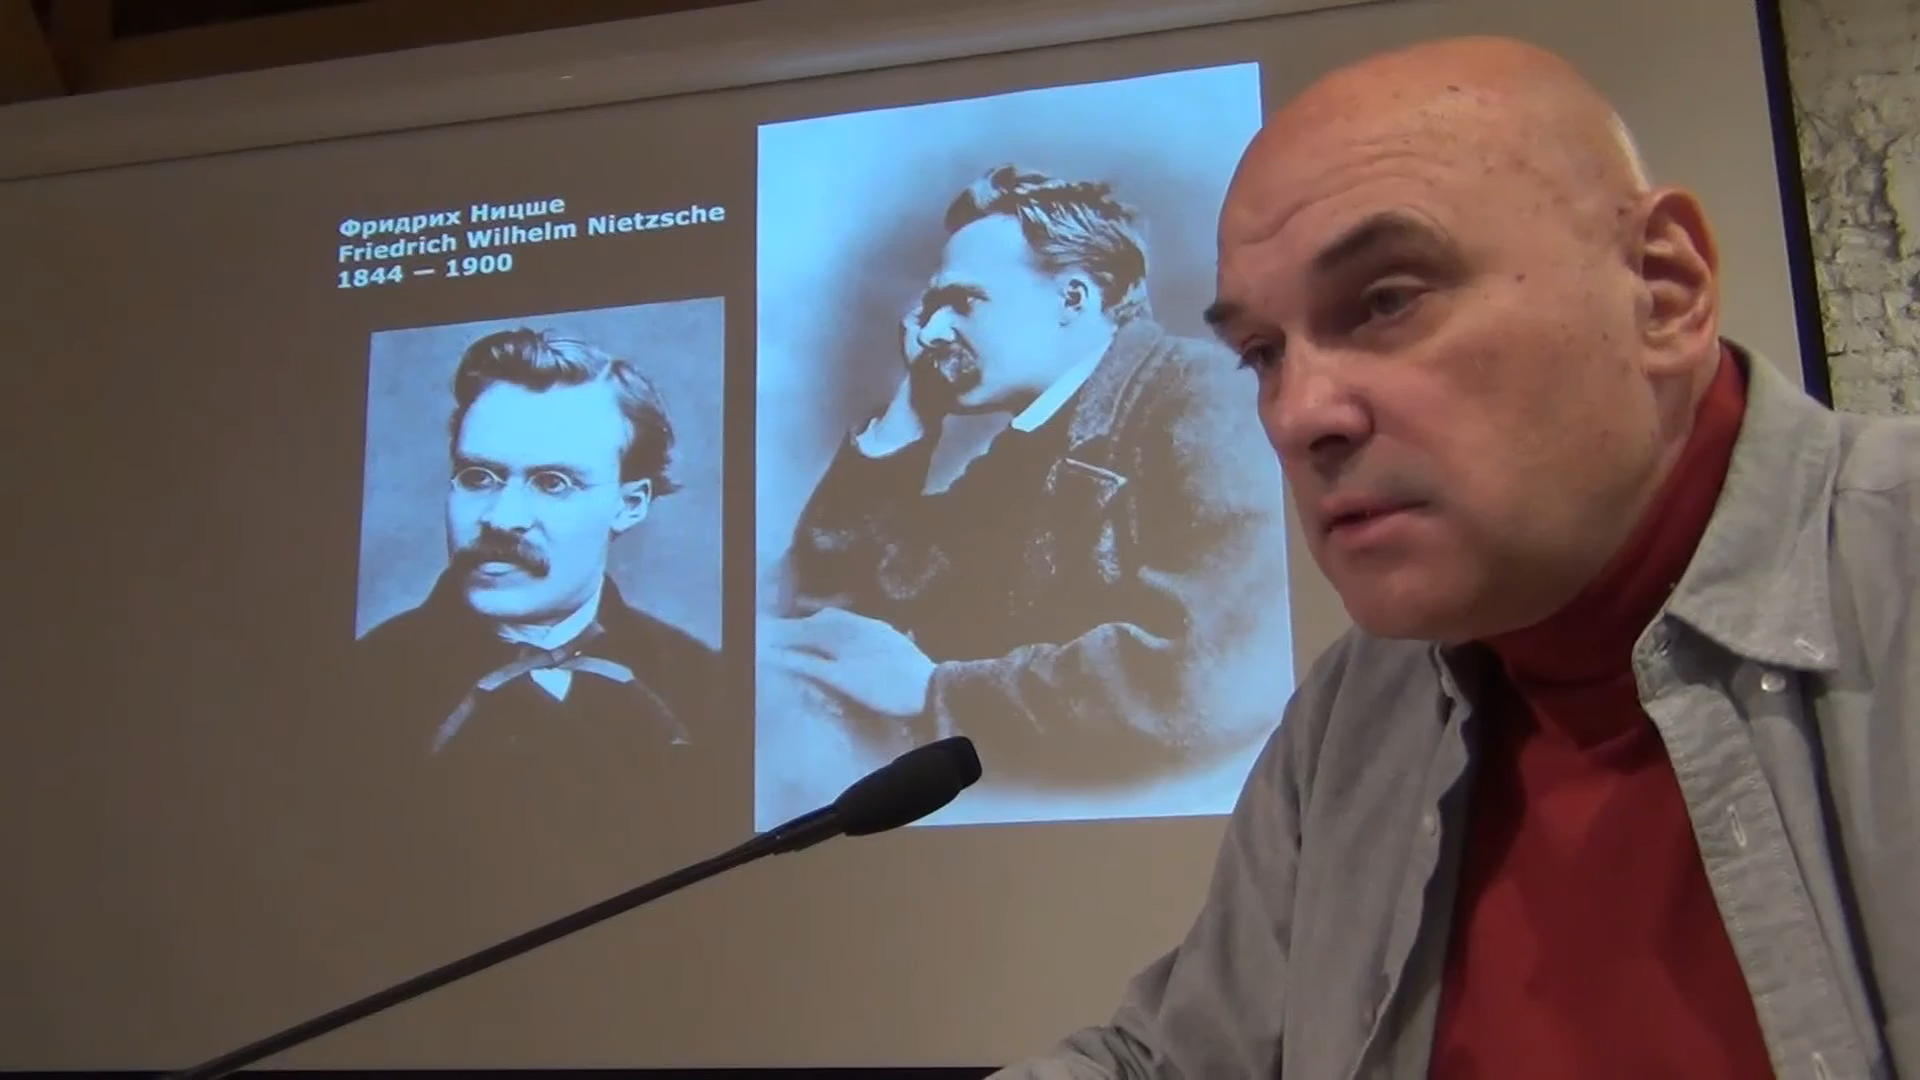 Фридрих Ницше
Friedrich Wilhelm Nietzsche
1844 — 1900